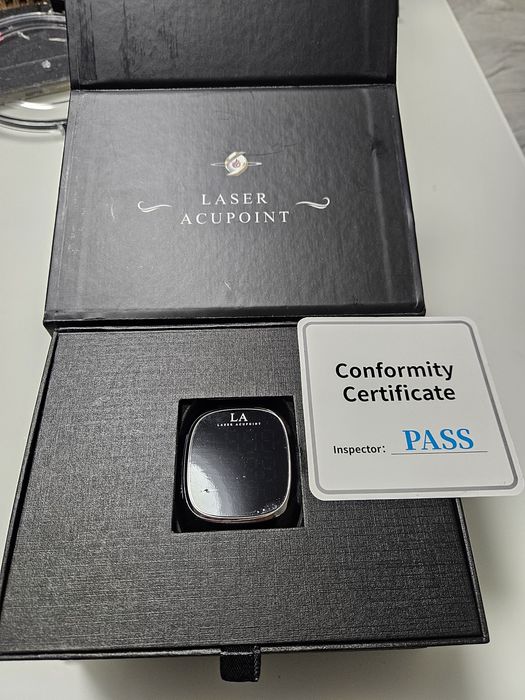 LASER
ACUPOINT
Conformity
Certificate
Inspector: PASS
LA
LASER ACUPOINT